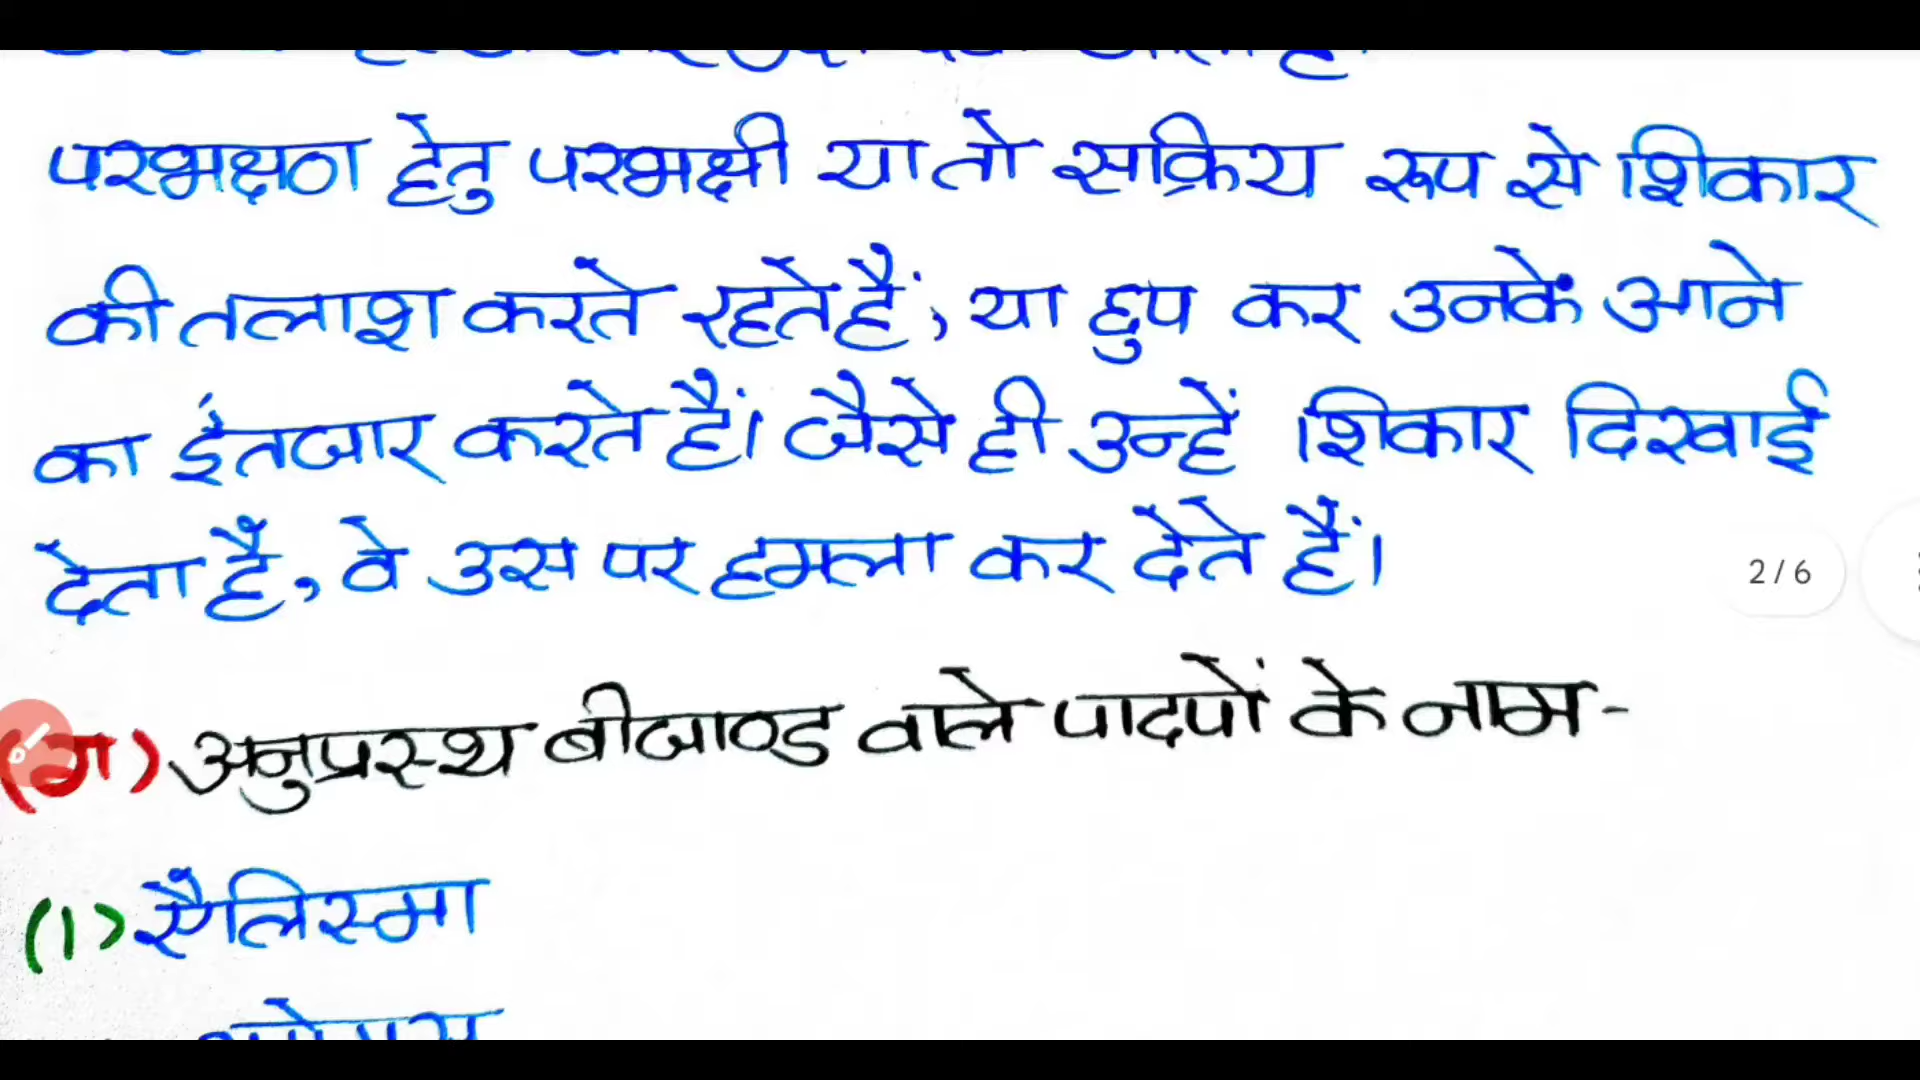 परभक्षण हेतु परभक्षी या तो सक्रिय रूप से शिकार
की तलाश करते रहते हैं, या छुप कर उनके आने
का इंतजार करते हैं। जैसे ही उन्हें शिकार दिखाई
देता है, वे उस पर हमला कर देते हैं।
2/6
(ग) अनुप्रस्थ बीजाण्ड वाले पादपों के नाम -
(1) एैलिस्मा